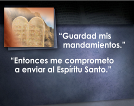 “Guardad mis
mandamientos.”
“Entonces me comprometo
a enviar al Espíritu Santo.”